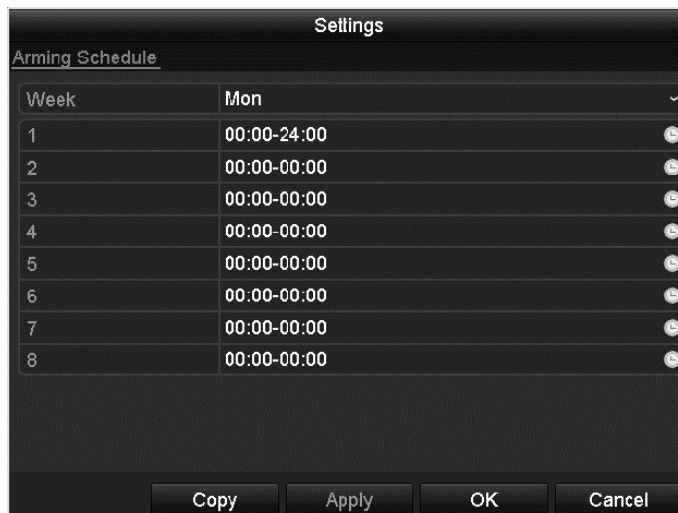 Settings
Arming Schedule
Week Mon
1 00:00-24:00
2 00:00-00:00
3 00:00-00:00
4 00:00-00:00
5 00:00-00:00
6 00:00-00:00
7 00:00-00:00
8 00:00-00:00
Copy Apply OK Cancel